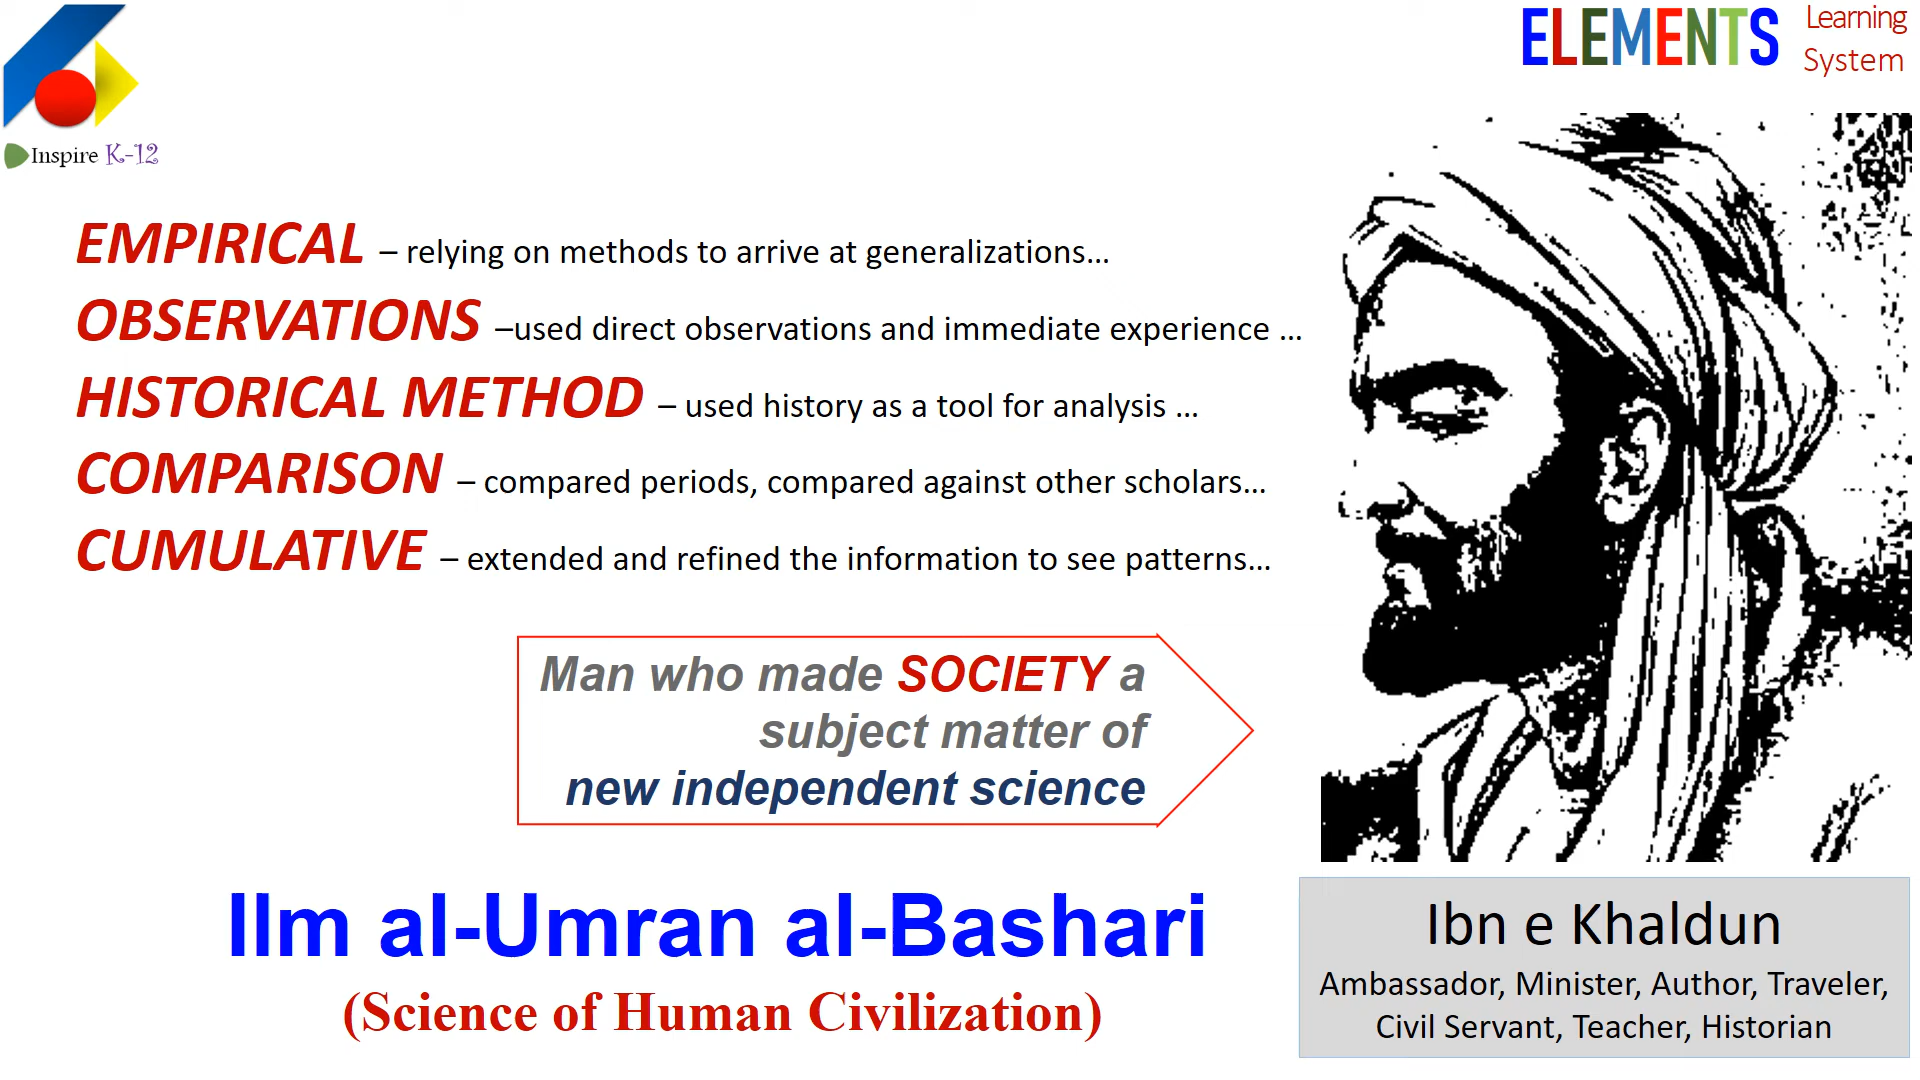 Inspire K-12
ELEMENTS Learning
System
EMPIRICAL – relying on methods to arrive at generalizations...
OBSERVATIONS –used direct observations and immediate experience ...
HISTORICAL METHOD – used history as a tool for analysis ...
COMPARISON – compared periods, compared against other scholars...
CUMULATIVE – extended and refined the information to see patterns...
Man who made SOCIETY a
subject matter of
new independent science
Ilm al-Umran al-Bashari
(Science of Human Civilization)
Ibn e Khaldun
Ambassador, Minister, Author, Traveler,
Civil Servant, Teacher, Historian